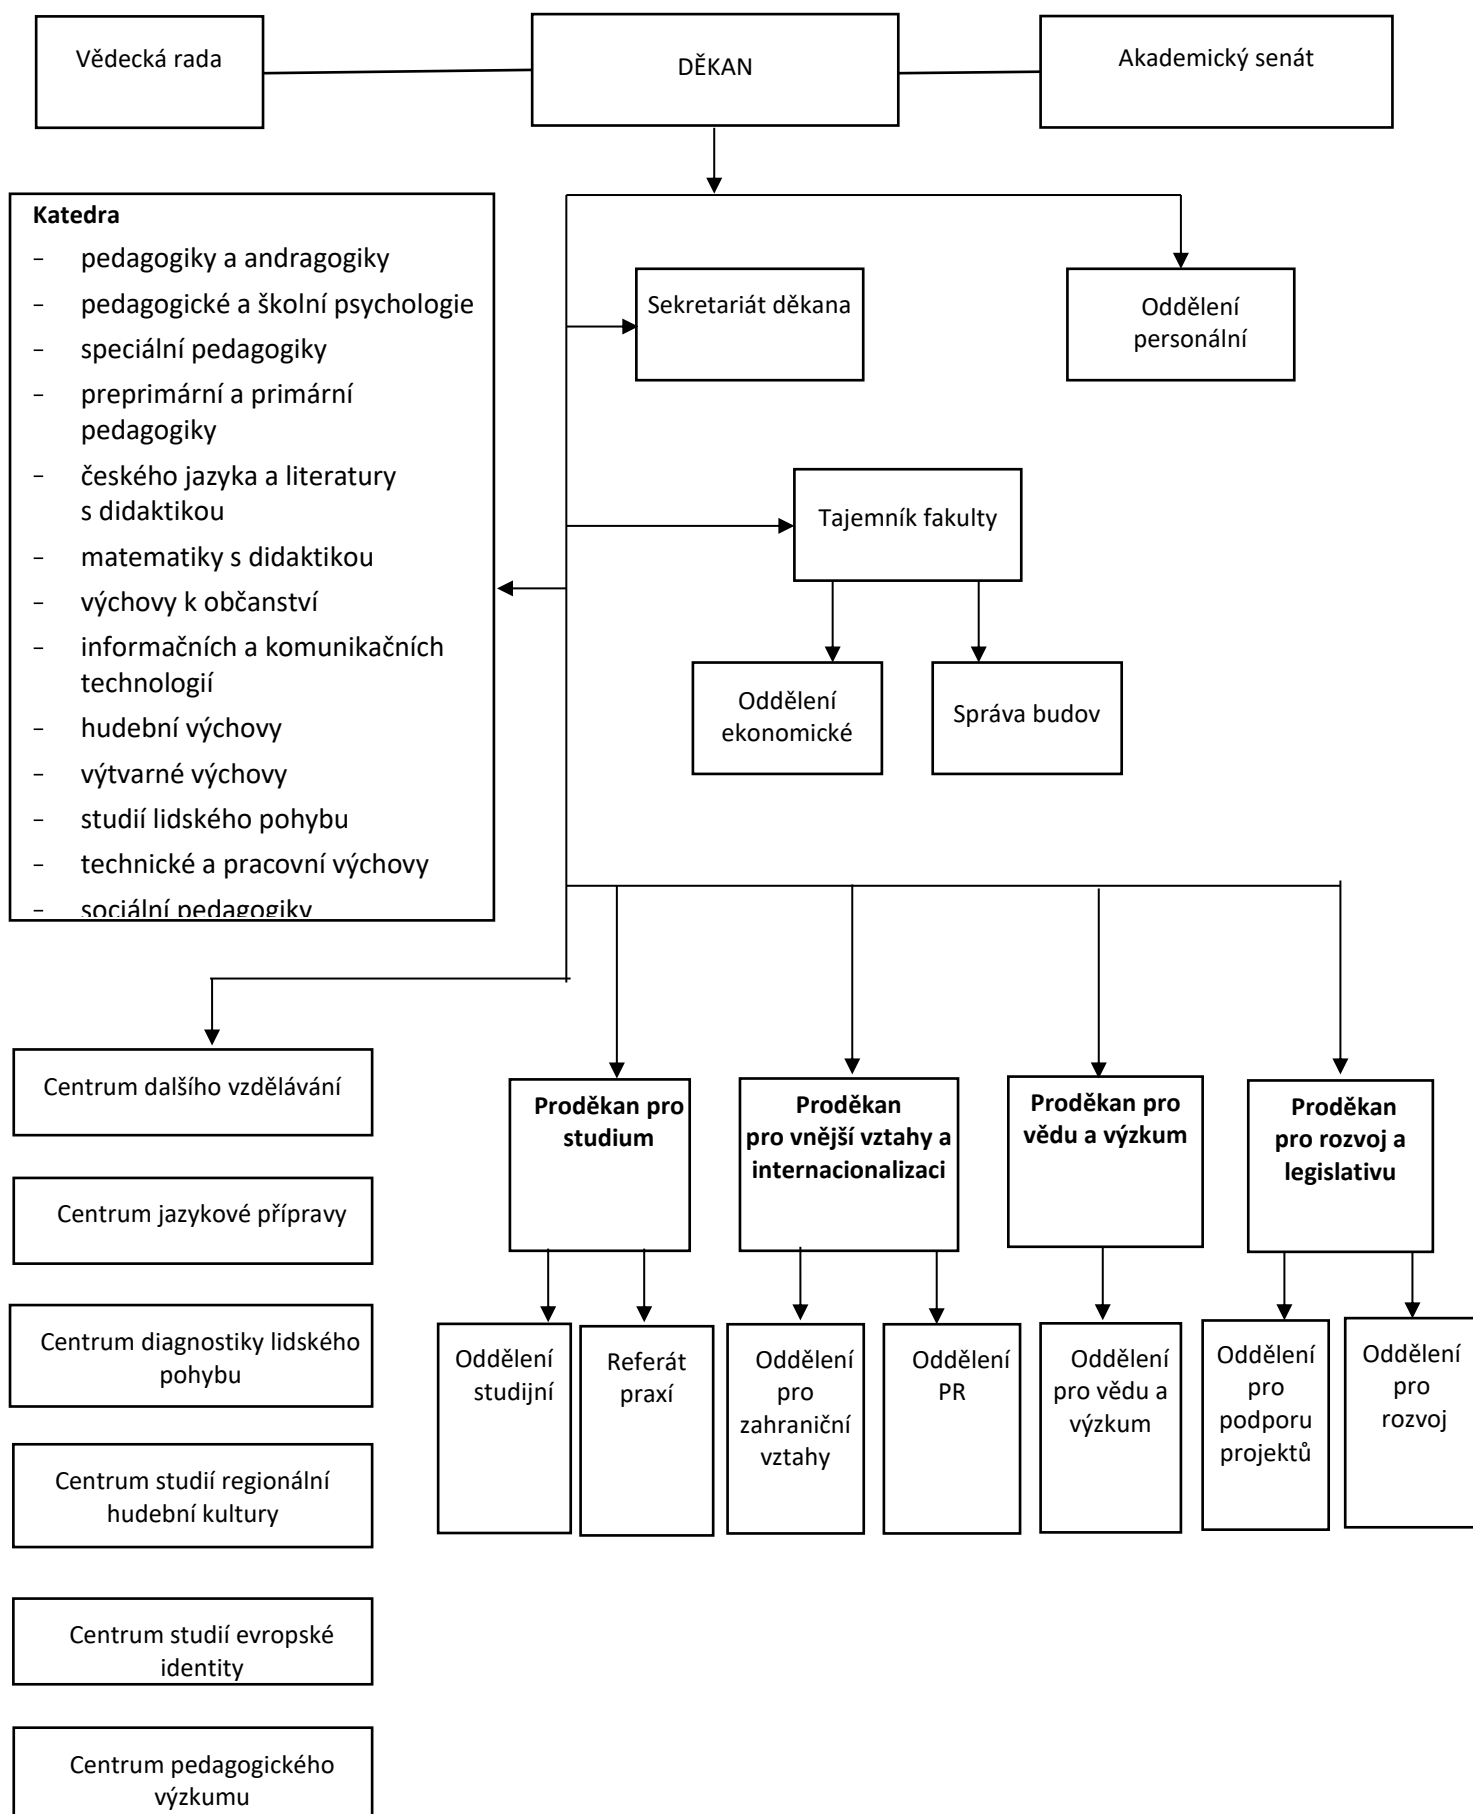 Vědecká rada
DĚKAN
Akademický senát
Katedra
- pedagogiky a andragogiky
- pedagogické a školní psychologie
- speciální pedagogiky
- preprimární a primární
pedagogiky
- českého jazyka a literatury
s didaktikou
- matematiky s didaktikou
- výchovy k občanství
- informačních a komunikačních
technologií
- hudební výchovy
- výtvarné výchovy
- studií lidského pohybu
- technické a pracovní výchovy
- sociální pedagogiky
Sekretariát děkana
Oddělení
personální
Tajemník fakulty
Oddělení
ekonomické
Správa budov
Centrum dalšího vzdělávání
Centrum jazykové přípravy
Centrum diagnostiky lidského
pohybu
Centrum studií regionální
hudební kultury
Centrum studií evropské
identity
Centrum pedagogického
výzkumu
Proděkan pro
studium
Proděkan
pro vnější vztahy a
internacionalizaci
Proděkan pro
vědu a výzkum
Proděkan
pro rozvoj a
legislativu
Oddělení
studijní
Referát
praxí
Oddělení
pro
zahraniční
vztahy
Oddělení
PR
Oddělení
pro vědu a
výzkum
Oddělení
pro
podporu
projektů
Oddělení
pro
rozvoj